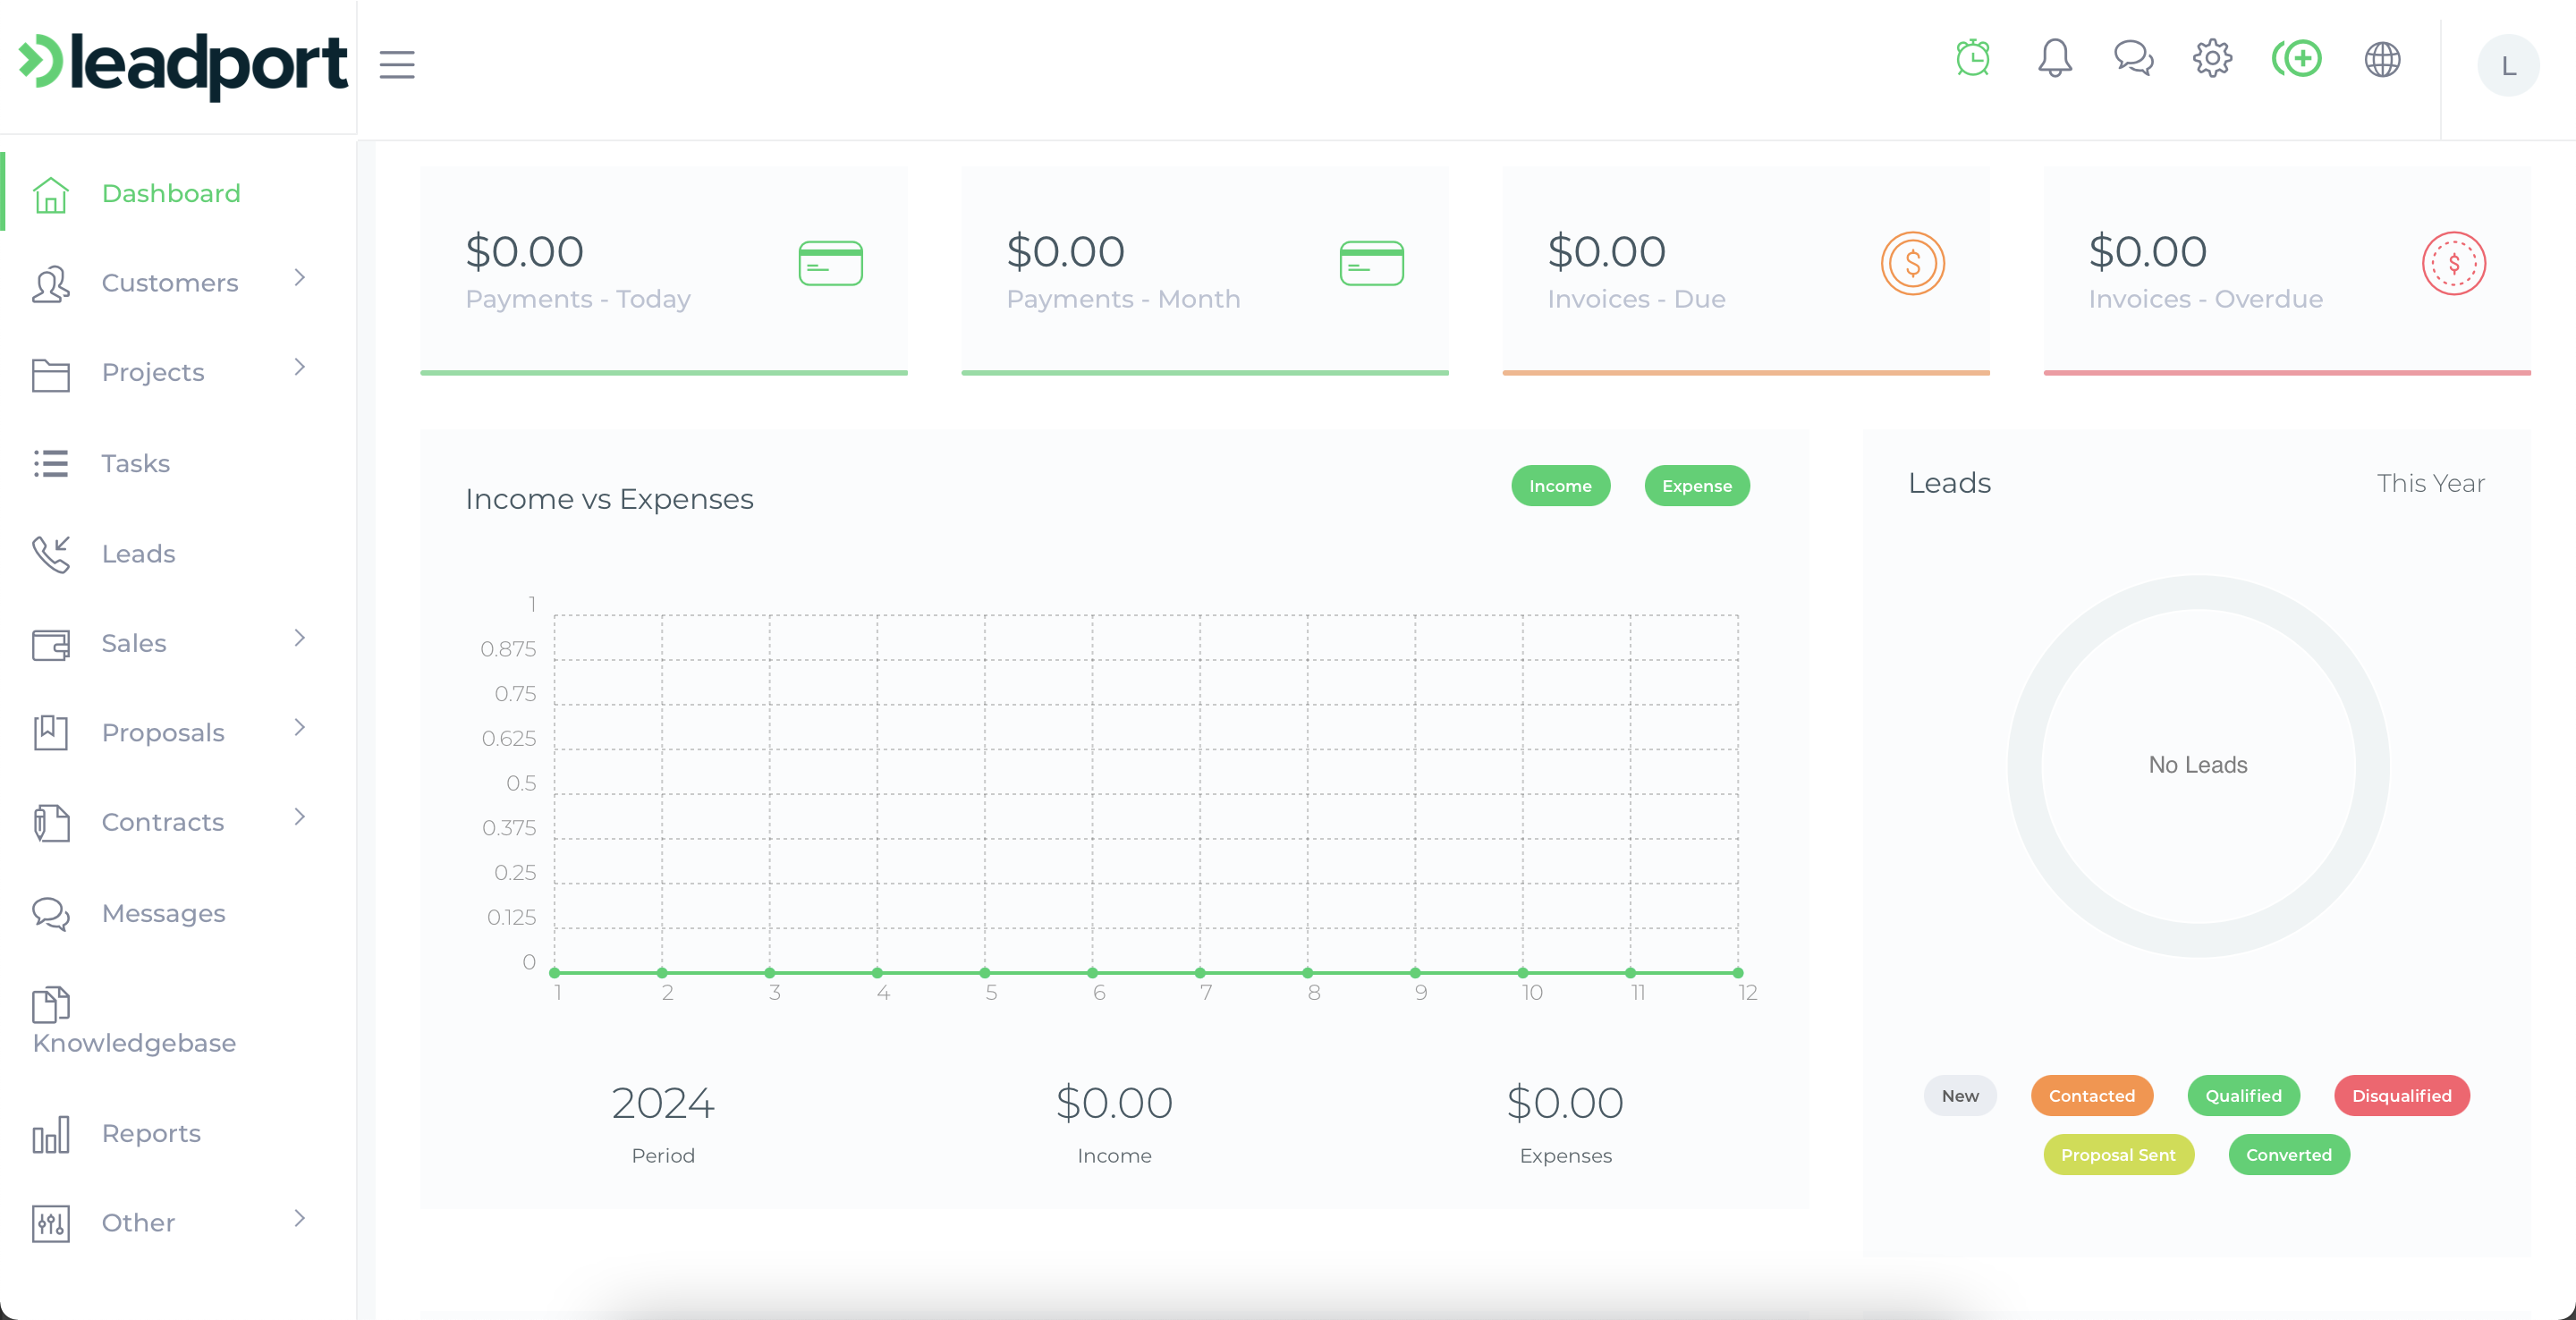 leadport
L
Dashboard
Customers
Projects
Tasks
Leads
Sales
Proposals
Contracts
Messages
Knowledgebase
Reports
Other
$0.00
Payments - Today
$0.00
Payments - Month
$0.00
Invoices - Due
$0.00
Invoices - Overdue
Income vs Expenses
Income
Expense
1
0.875
0.75
0.625
0.5
0.375
0.25
0.125
0
1 2 3 4 5 6 7 8 9 10 11 12
2024
Period
$0.00
Income
$0.00
Expenses
Leads
This Year
No Leads
New
Contacted
Qualified
Disqualified
Proposal Sent
Converted